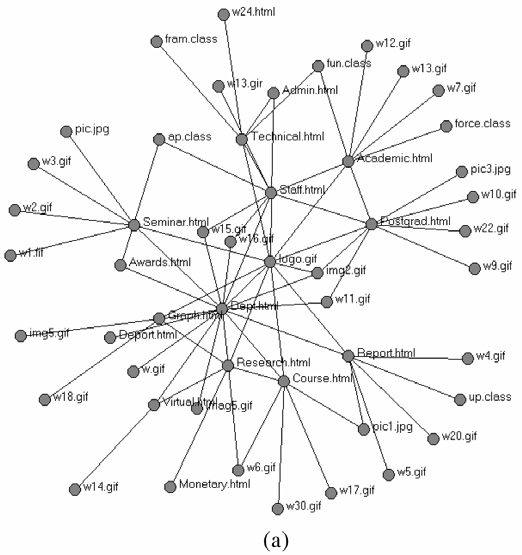 w24.html
fram.class
w12.gif
fun.class
w13.gif
w13.gir
Admin.html
w7.gif
pic.jpg
ap.class
Technical.html
force.class
w3.gif
Academic.html
pic3.jpg
Staff.html
w10.gif
w2.gif
Seminar.html
w15.gif
Postgrad.html
w22.gif
w16.gif
w1.fif
Awards.html
logo.gif
img2.gif
w9.gif
w11.gif
Graph.html
Dept.html
img5.gif
Deport.html
Report.html
w4.gif
w.gif
Research.html
Course.html
w18.gif
Virtual.html
imag5.gif
up.class
pic1.jpg
w20.gif
w6.gif
w5.gif
w14.gif
Monetary.html
w17.gif
w30.gif
(a)